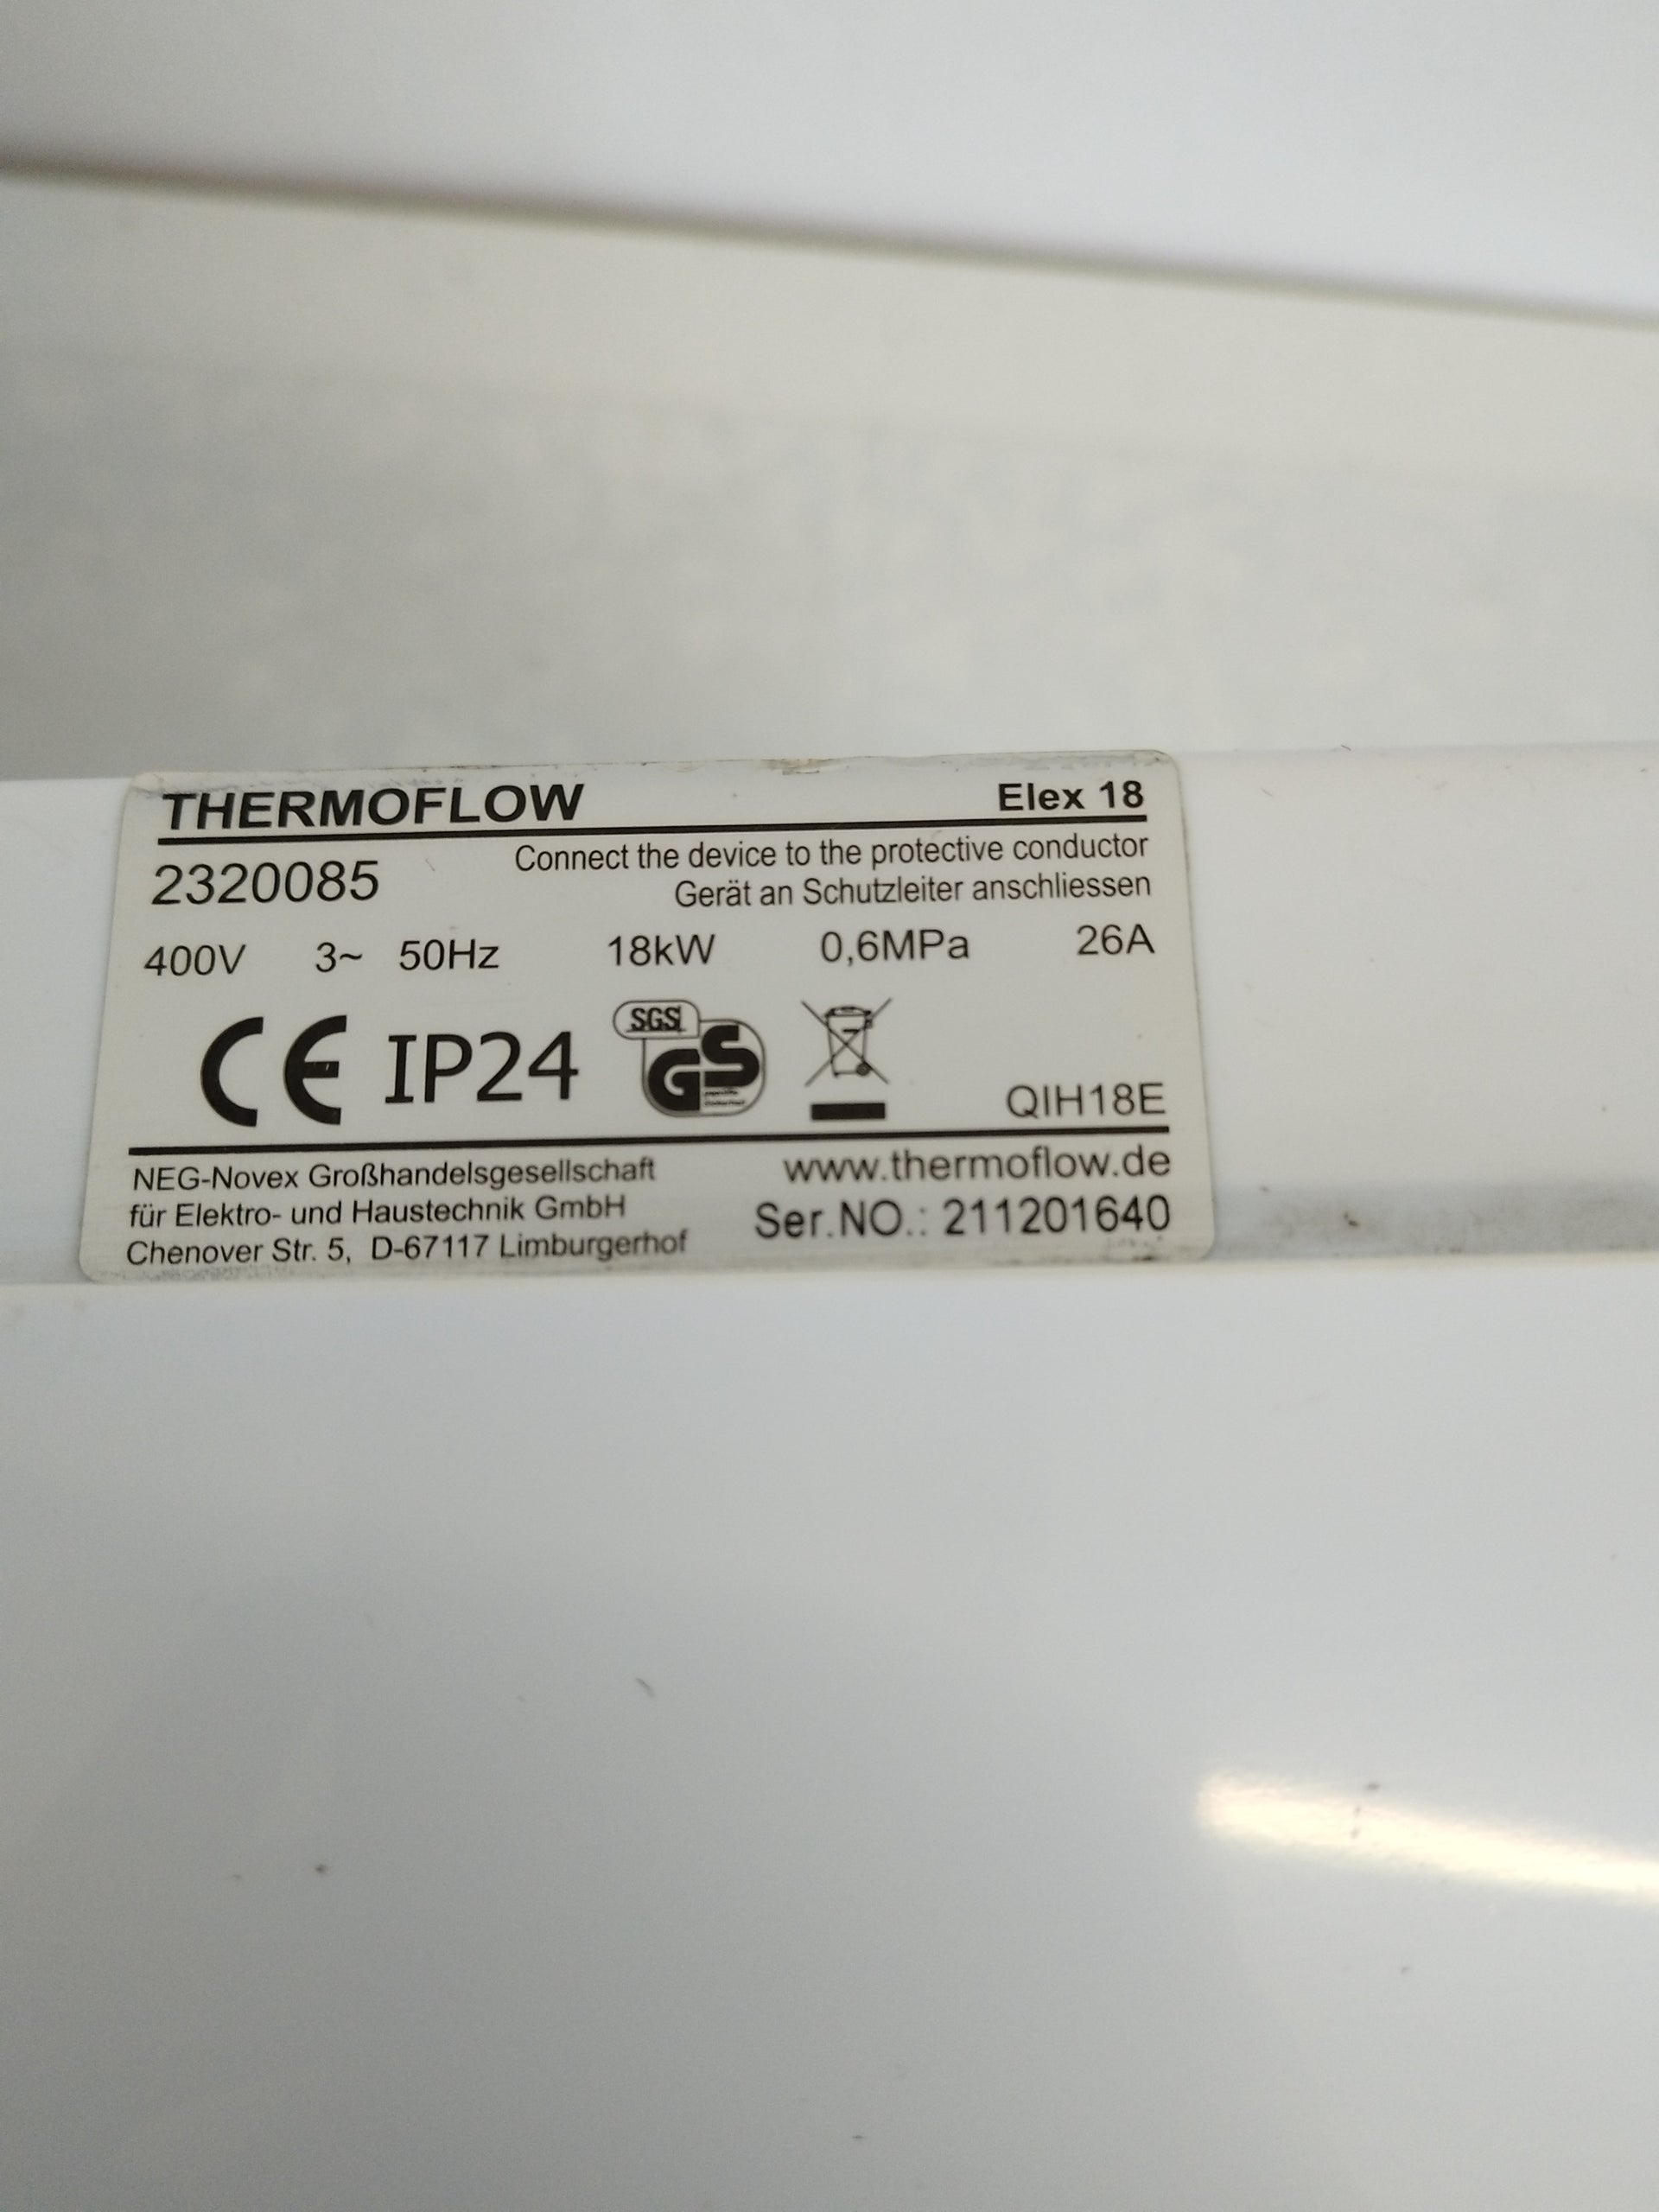 THERMOFLOW Elex 18
2320085 Connect the device to the protective conductor
Gerät an Schutzleiter anschliessen
400V 3~ 50Hz 18kW 0,6MPa 26A
CE IP24 SGS GS QIH18E
NEG-Novex Großhandelsgesellschaft www.thermoflow.de
für Elektro- und Haustechnik GmbH Ser.NO.: 211201640
Chenover Str. 5, D-67117 Limburgerhof